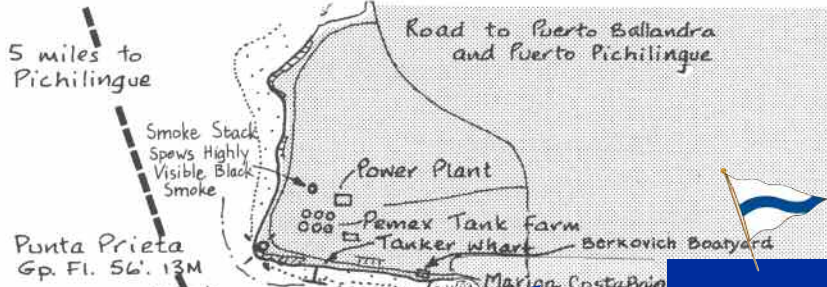 Road to Puerto Ballandra
and Puerto Pichilingue
5 miles to
Pichilingue
Smoke Stack
Spews Highly
Visible Black
Smoke
Power Plant
Pemex Tank Farm
Tanker Wharf
Berkovich Boatyard
Punta Prieta
Gp. Fl. 56'. 13M
Marina